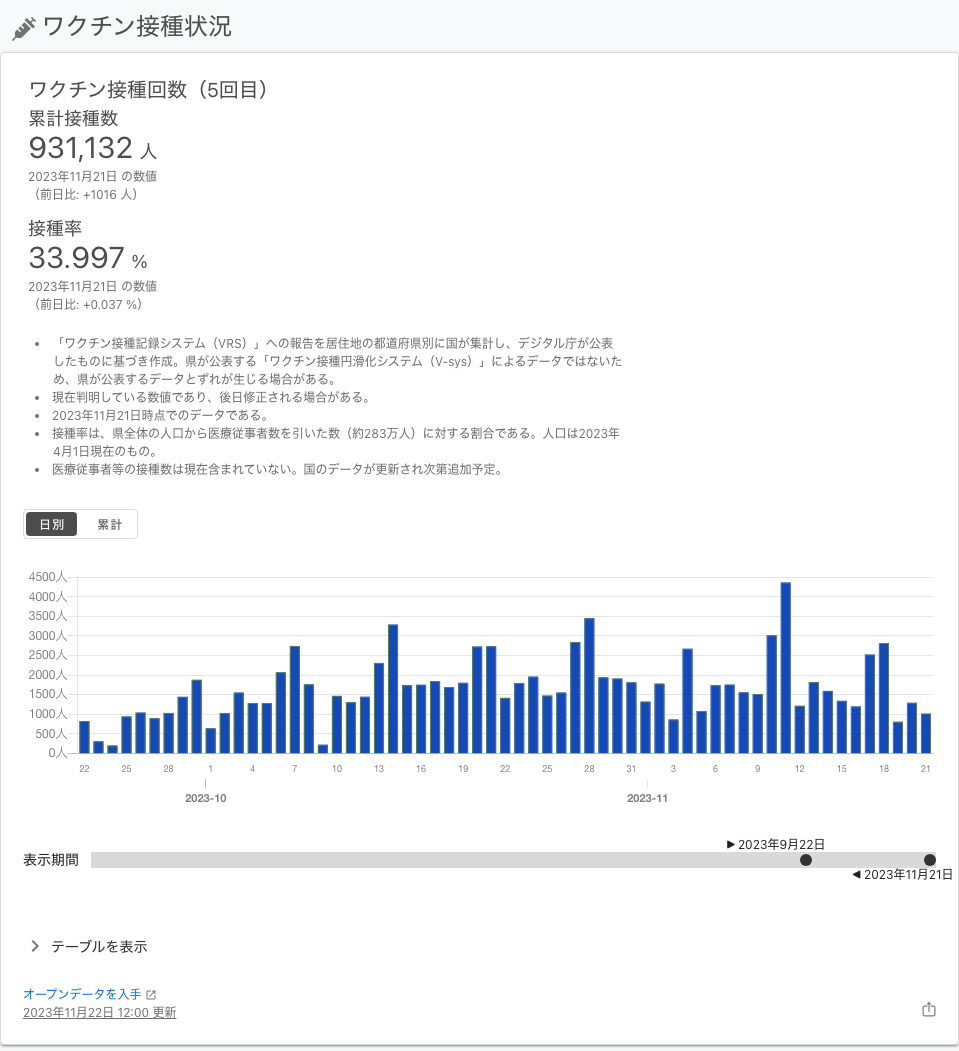 ワクチン接種状況
ワクチン接種回数（5回目）
累計接種数
931,132 人
2023年11月21日 の数値
（前日比: +1016 人）
接種率
33.997 %
2023年11月21日 の数値
（前日比: +0.037 %）
「ワクチン接種記録システム（VRS）」への報告を居住地の都道府県別に国が集計し、デジタル庁が公表
したものに基づき作成。県が公表する「ワクチン接種円滑化システム（V-sys）」によるデータではないた
め、県が公表するデータとずれが生じる場合がある。
現在判明している数値であり、後日修正される場合がある。
2023年11月21日時点でのデータである。
接種率は、県全体の人口から医療従事者数を引いた数（約283万人）に対する割合である。人口は2023年
4月1日現在のもの。
医療従事者等の接種数は現在含まれていない。国のデータが更新され次第追加予定。
日別 累計
4500人
4000人
3500人
3000人
2500人
2000人
1500人
1000人
500人
0人
22 25 28 1 4 7 10 13 16 19 22 25 28 31 3 6 9 12 15 18 21
2023-10 2023-11
2023年9月22日
表示期間
2023年11月21日
テーブルを表示
オープンデータを入手
2023年11月22日 12:00 更新